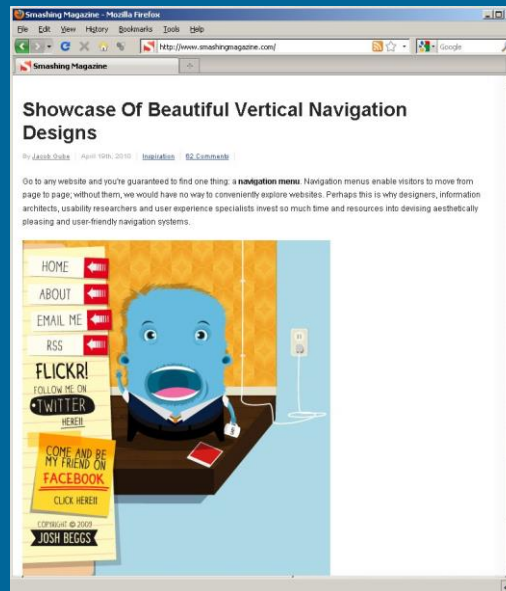 Smashing Magazine - Mozilla Firefox
File Edit View History Bookmarks Tools Help
http://www.smashingmagazine.com/
Google
Smashing Magazine
Showcase Of Beautiful Vertical Navigation
Designs
By Jacob Gube | April 19th, 2010 | Inspiration | 62 Comments |
Go to any website and you're guaranteed to find one thing: a navigation menu. Navigation menus enable visitors to move from
page to page; without them, we would have no way to conveniently explore websites. Perhaps this is why designers, information
architects, usability researchers and user experience specialists invest so much time and resources into devising aesthetically
pleasing and user-friendly navigation systems.
HOME
ABOUT
EMAIL ME
RSS
FLICKR!
FOLLOW ME ON
TWITTER
HERE!!
COME AND BE
MY FRIEND ON
FACEBOOK
CLICK HERE!!
COPYRIGHT © 2009
JOSH BEGGS